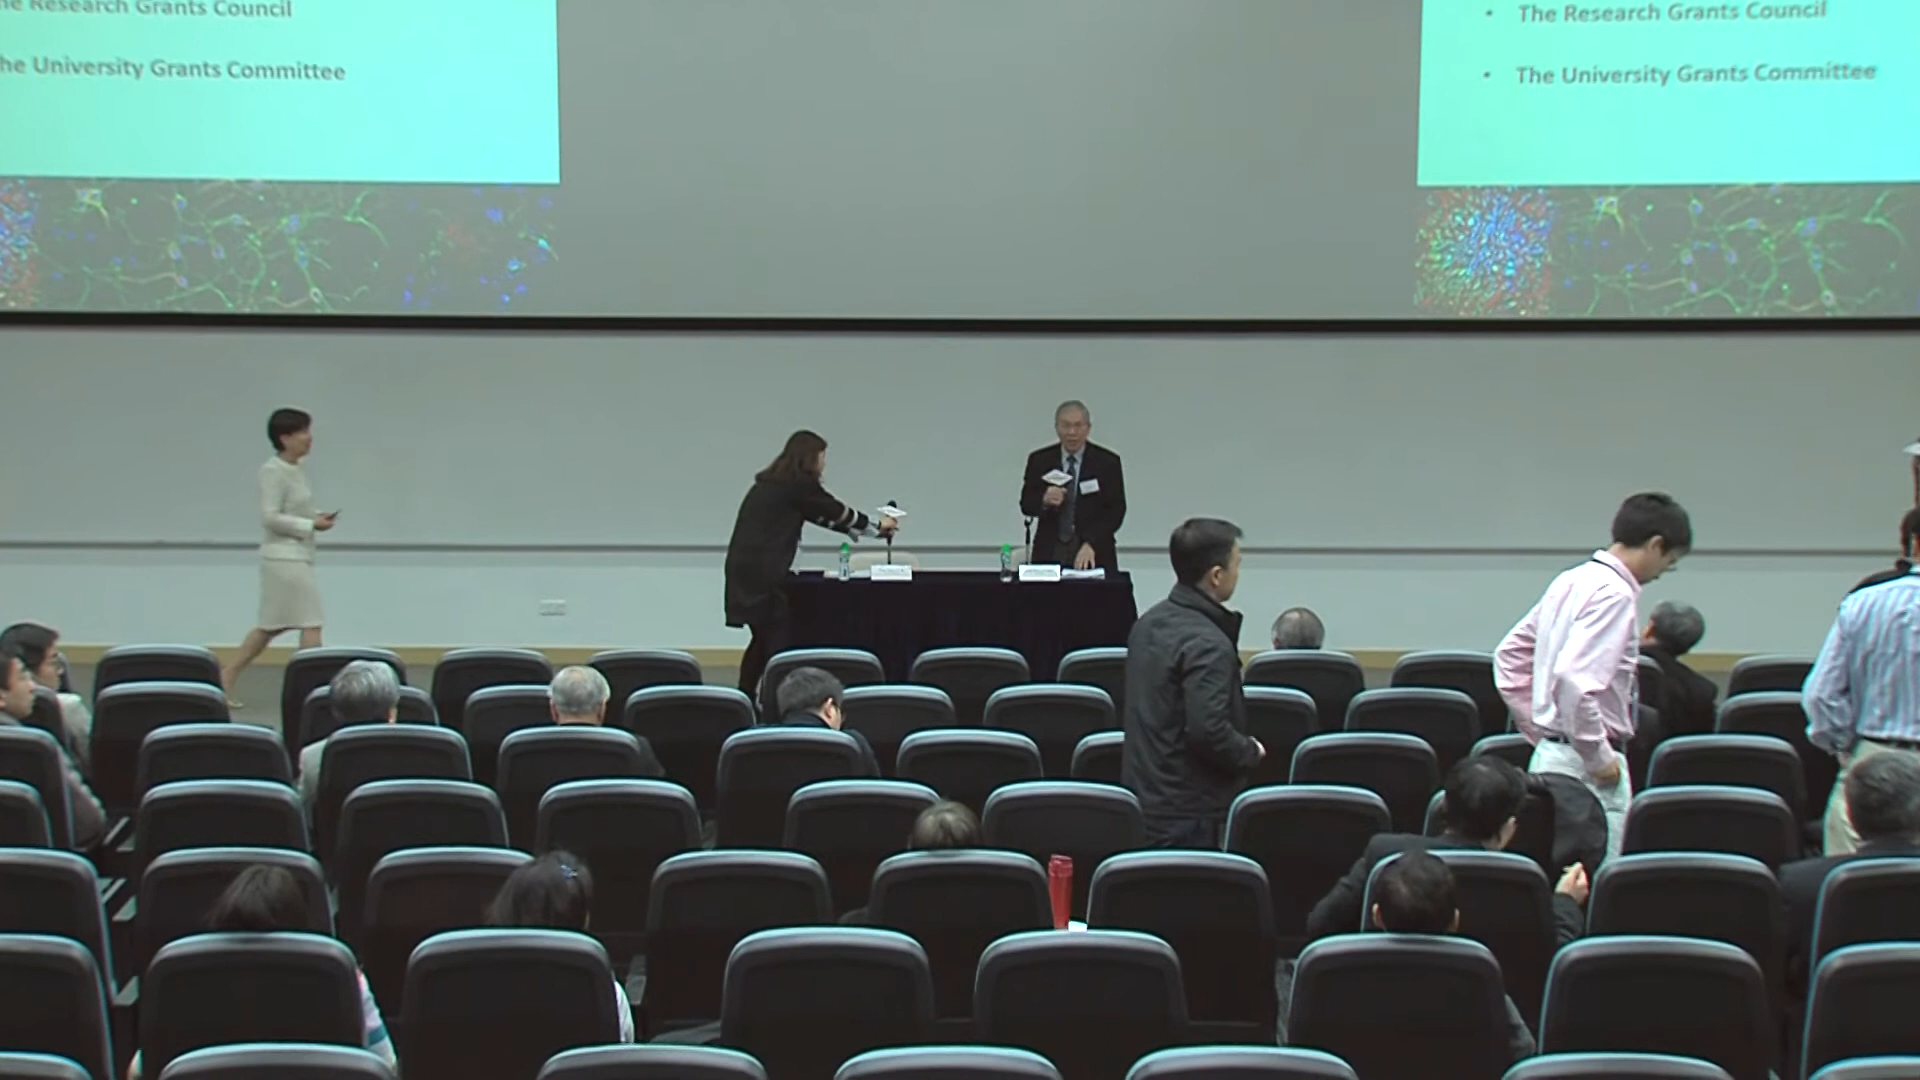 he Research Grants Council
he University Grants Committee
• The Research Grants Council
• The University Grants Committee